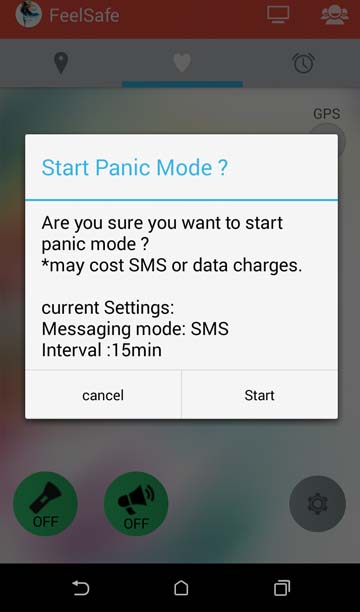 FeelSafe
GPS
Start Panic Mode ?
Are you sure you want to start
panic mode ?
*may cost SMS or data charges.
current Settings:
Messaging mode: SMS
Interval :15min
cancel
Start
OFF
OFF